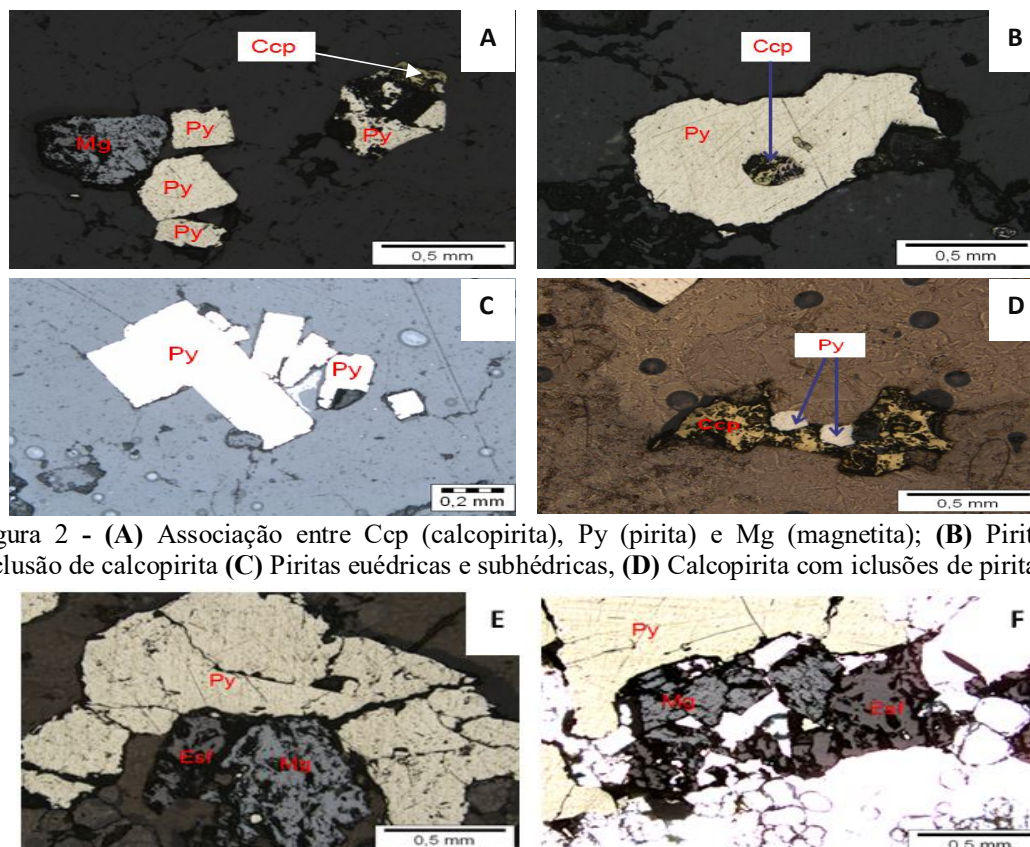 Ccp
A
Py
Mg
Py
Py
Py
0,5 mm
Ccp
B
Py
0,5 mm
C
Py
Py
0,2 mm
D
Py
Ccp
0,5 mm
gura 2 - (A) Associação entre Ccp (calcopirita), Py (pirita) e Mg (magnetita); (B) Pirit
clusão de calcopirita (C) Piritas euédricas e subhédricas, (D) Calcopirita com iclusões de pirita
E
Py
Esf
Mg
0,5 mm
F
Py
Mg
Esf
0,5 mm